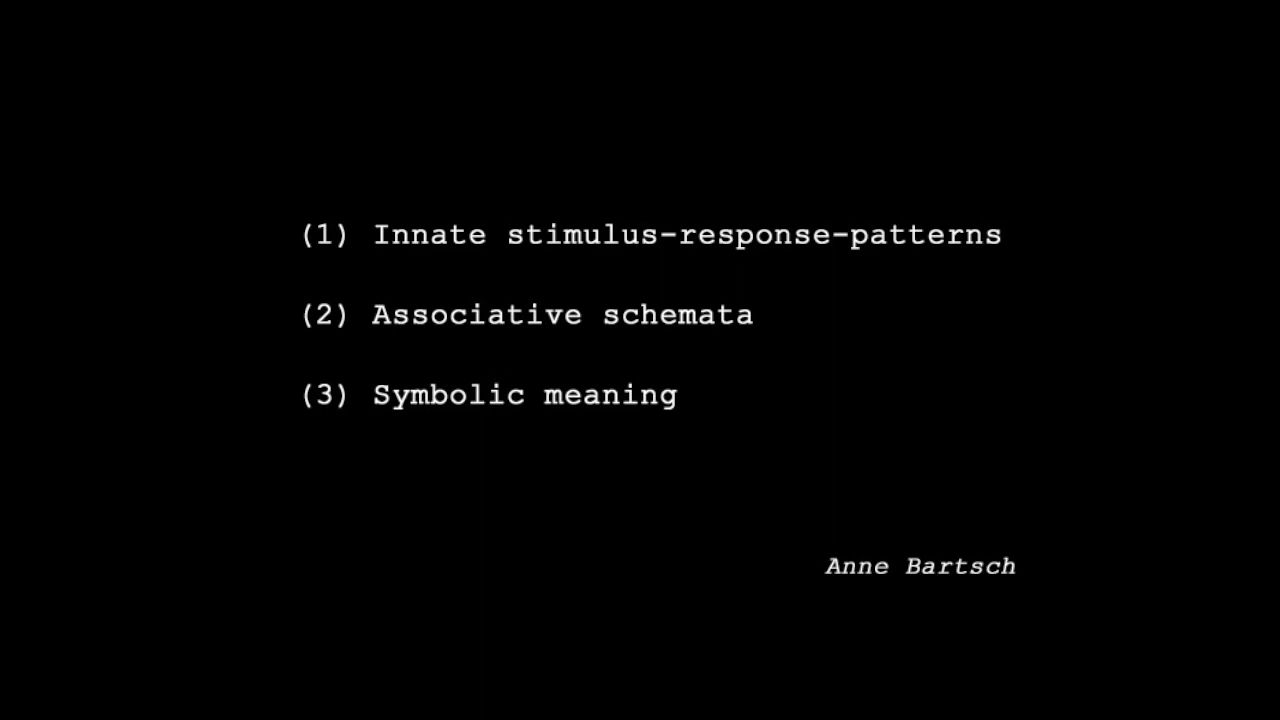 (1) Innate stimulus-response-patterns
(2) Associative schemata
(3) Symbolic meaning
Anne Bartsch